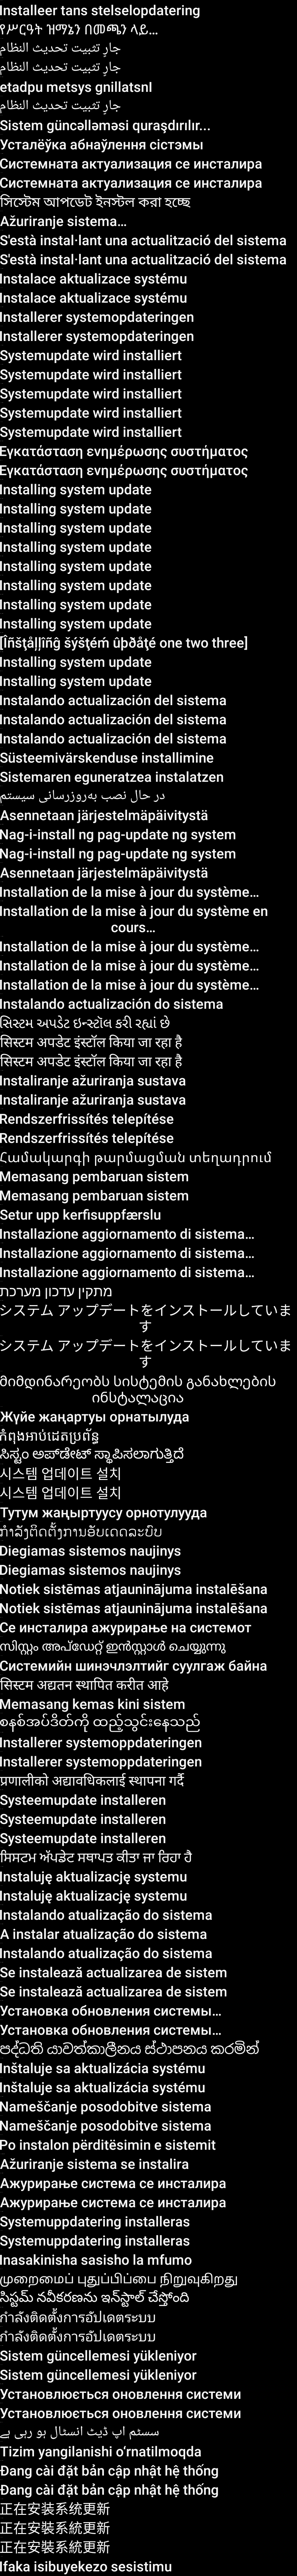 Installeer tans stelselopdatering
የሥርዓት ዝማኔን በመጫን ላይ…
جارٍ تثبيت تحديث النظام
جارٍ تثبيت تحديث النظام
etadpu metsys gnillatsnI
جارٍ تثبيت تحديث النظام
Sistem güncəlləməsi quraşdırılır...
Усталёўка абнаўлення сістэмы
Системната актуализация се инсталира
Системната актуализация се инсталира
সিস্টেম আপডেট ইনস্টল করা হচ্ছে
Ažuriranje sistema…
S'està instal·lant una actualització del sistema
S'està instal·lant una actualització del sistema
Instalace aktualizace systému
Instalace aktualizace systému
Installerer systemopdateringen
Installerer systemopdateringen
Systemupdate wird installiert
Systemupdate wird installiert
Systemupdate wird installiert
Systemupdate wird installiert
Systemupdate wird installiert
Εγκατάσταση ενημέρωσης συστήματος
Εγκατάσταση ενημέρωσης συστήματος
Installing system update
Installing system update
Installing system update
Installing system update
Installing system update
Installing system update
Installing system update
Installing system update
[Îñšţåļļîñĝ šýšţéḿ ûþðåţé one two three]
Installing system update
Installing system update
Instalando actualización del sistema
Instalando actualización del sistema
Instalando actualización del sistema
Süsteemivärskenduse installimine
Sistemaren eguneratzea instalatzen
در حال نصب به‌روزرسانی سیستم
Asennetaan järjestelmäpäivitystä
Nag-i-install ng pag-update ng system
Nag-i-install ng pag-update ng system
Asennetaan järjestelmäpäivitystä
Installation de la mise à jour du système…
Installation de la mise à jour du système en
cours…
Installation de la mise à jour du système…
Installation de la mise à jour du système…
Installation de la mise à jour du système…
Instalando actualización do sistema
સિસ્ટમ અપડેટ ઇન્સ્ટૉલ કરી રહ્યાં છે
सिस्टम अपडेट इंस्टॉल किया जा रहा है
सिस्टम अपडेट इंस्टॉल किया जा रहा है
Instaliranje ažuriranja sustava
Instaliranje ažuriranja sustava
Rendszerfrissítés telepítése
Rendszerfrissítés telepítése
Համակարգի թարմացման տեղադրում
Memasang pembaruan sistem
Memasang pembaruan sistem
Setur upp kerfisuppfærslu
Installazione aggiornamento di sistema…
Installazione aggiornamento di sistema…
Installazione aggiornamento di sistema…
מתקין עדכון מערכת
システム アップデートをインストールしていま
す
システム アップデートをインストールしていま
す
მიმდინარეობს სისტემის განახლების
ინსტალაცია
Жүйе жаңартуы орнатылуда
កំពុងអាប់ដេតប្រព័ន្ធ
ಸಿಸ್ಟಂ ಅಪ್‌ಡೇಟ್‌ ಸ್ಥಾಪಿಸಲಾಗುತ್ತಿದೆ
시스템 업데이트 설치
시스템 업데이트 설치
Тутум жаңыртуусу орнотулууда
ກຳລັງຕິດຕັ້ງການອັບເດດລະບົບ
Diegiamas sistemos naujinys
Diegiamas sistemos naujinys
Notiek sistēmas atjauninājuma instalēšana
Notiek sistēmas atjauninājuma instalēšana
Се инсталира ажурирање на системот
സിസ്റ്റം അപ്ഡേറ്റ് ഇൻസ്റ്റാൾ ചെയ്യുന്നു
Системийн шинэчлэлтийг суулгаж байна
सिस्टम अद्यतन स्थापित करीत आहे
Memasang kemas kini sistem
စနစ်အပ်ဒိတ်ကို ထည့်သွင်းနေသည်
Installerer systemoppdateringen
Installerer systemoppdateringen
प्रणालीको अद्यावधिकलाई स्थापना गर्दै
Systeemupdate installeren
Systeemupdate installeren
Systeemupdate installeren
ਸਿਸਟਮ ਅੱਪਡੇਟ ਸਥਾਪਤ ਕੀਤਾ ਜਾ ਰਿਹਾ ਹੈ
Instaluję aktualizację systemu
Instaluję aktualizację systemu
Instalando atualização do sistema
A instalar atualização do sistema
Instalando atualização do sistema
Se instalează actualizarea de sistem
Se instalează actualizarea de sistem
Установка обновления системы…
Установка обновления системы…
පද්ධති යාවත්කාලීනය ස්ථාපනය කරමින්
Inštaluje sa aktualizácia systému
Inštaluje sa aktualizácia systému
Nameščanje posodobitve sistema
Nameščanje posodobitve sistema
Po instalon përditësimin e sistemit
Ažuriranje sistema se instalira
Ажурирање система се инсталира
Ажурирање система се инсталира
Systemuppdatering installeras
Systemuppdatering installeras
Inasakinisha sasisho la mfumo
முறைமைப் புதுப்பிப்பை நிறுவுகிறது
సిస్టమ్ నవీకరణను ఇన్‍స్టాల్ చేస్తోంది
กำลังติดตั้งการอัปเดตระบบ
กำลังติดตั้งการอัปเดตระบบ
Sistem güncellemesi yükleniyor
Sistem güncellemesi yükleniyor
Установлюється оновлення системи
Установлюється оновлення системи
سسٹم اپ ڈیٹ انسٹال ہو رہی ہے
Tizim yangilanishi o‘rnatilmoqda
Đang cài đặt bản cập nhật hệ thống
Đang cài đặt bản cập nhật hệ thống
正在安裝系統更新
正在安裝系統更新
正在安裝系統更新
Ifaka isibuyekezo sesistimu